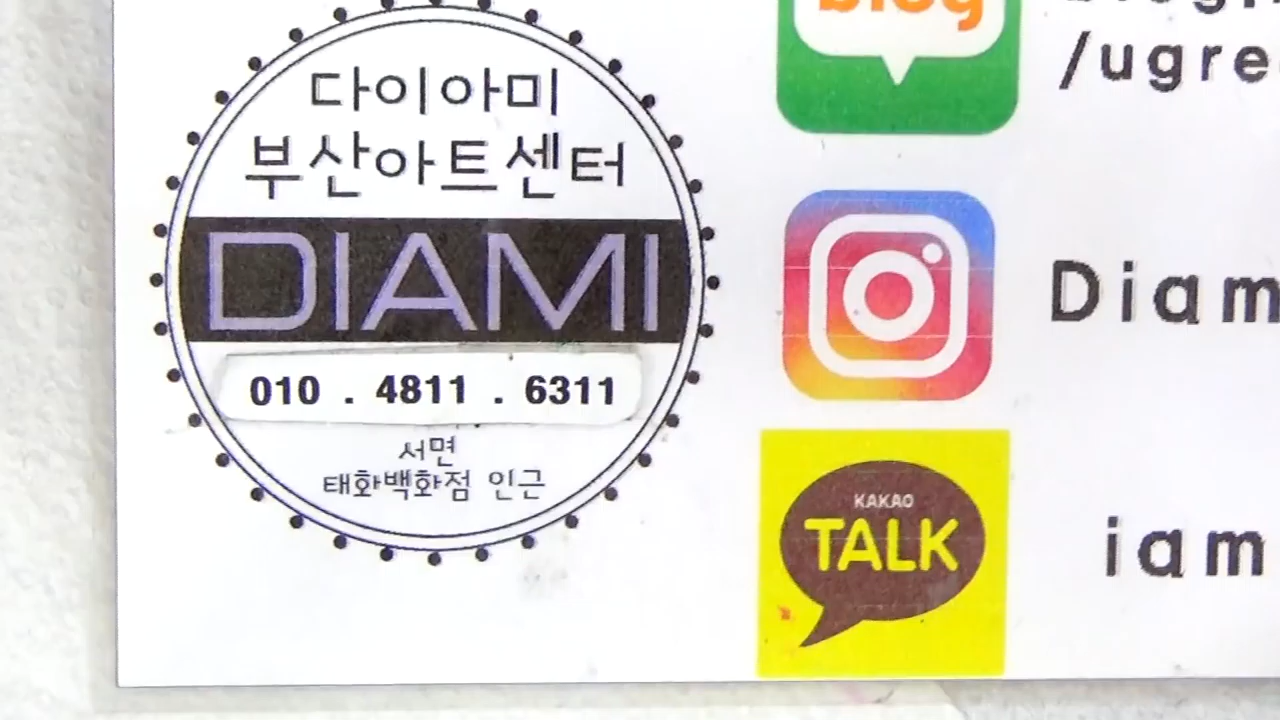 다이아미
부산아트센터
DIAMI
010 . 4811 . 6311
서면
태화백화점 인근
blog
/ugre
Diam
KAKAO
TALK
iam